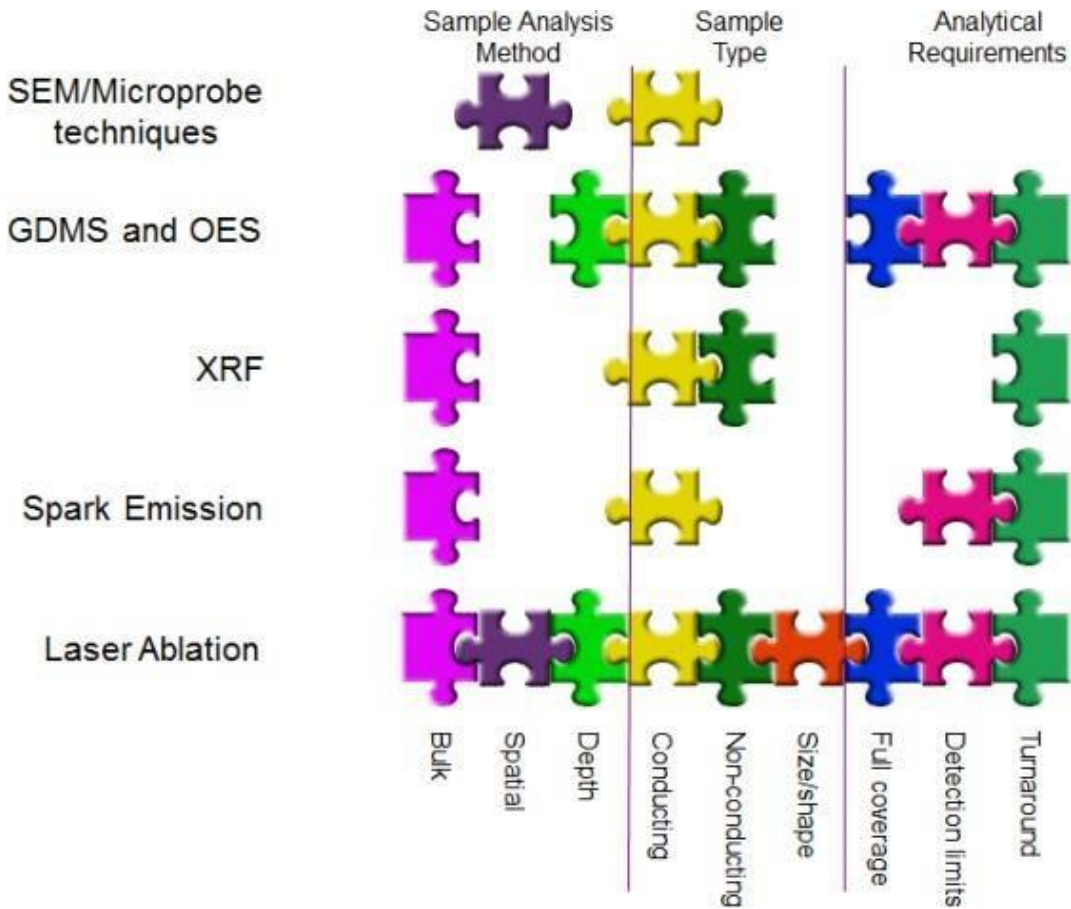 Sample Analysis
Method
Sample
Type
Analytical
Requirements
SEM/Microprobe
techniques
GDMS and OES
XRF
Spark Emission
Laser Ablation
Bulk
Spatial
Depth
Conducting
Non-conducting
Size/shape
Full coverage
Detection limits
Turnaround